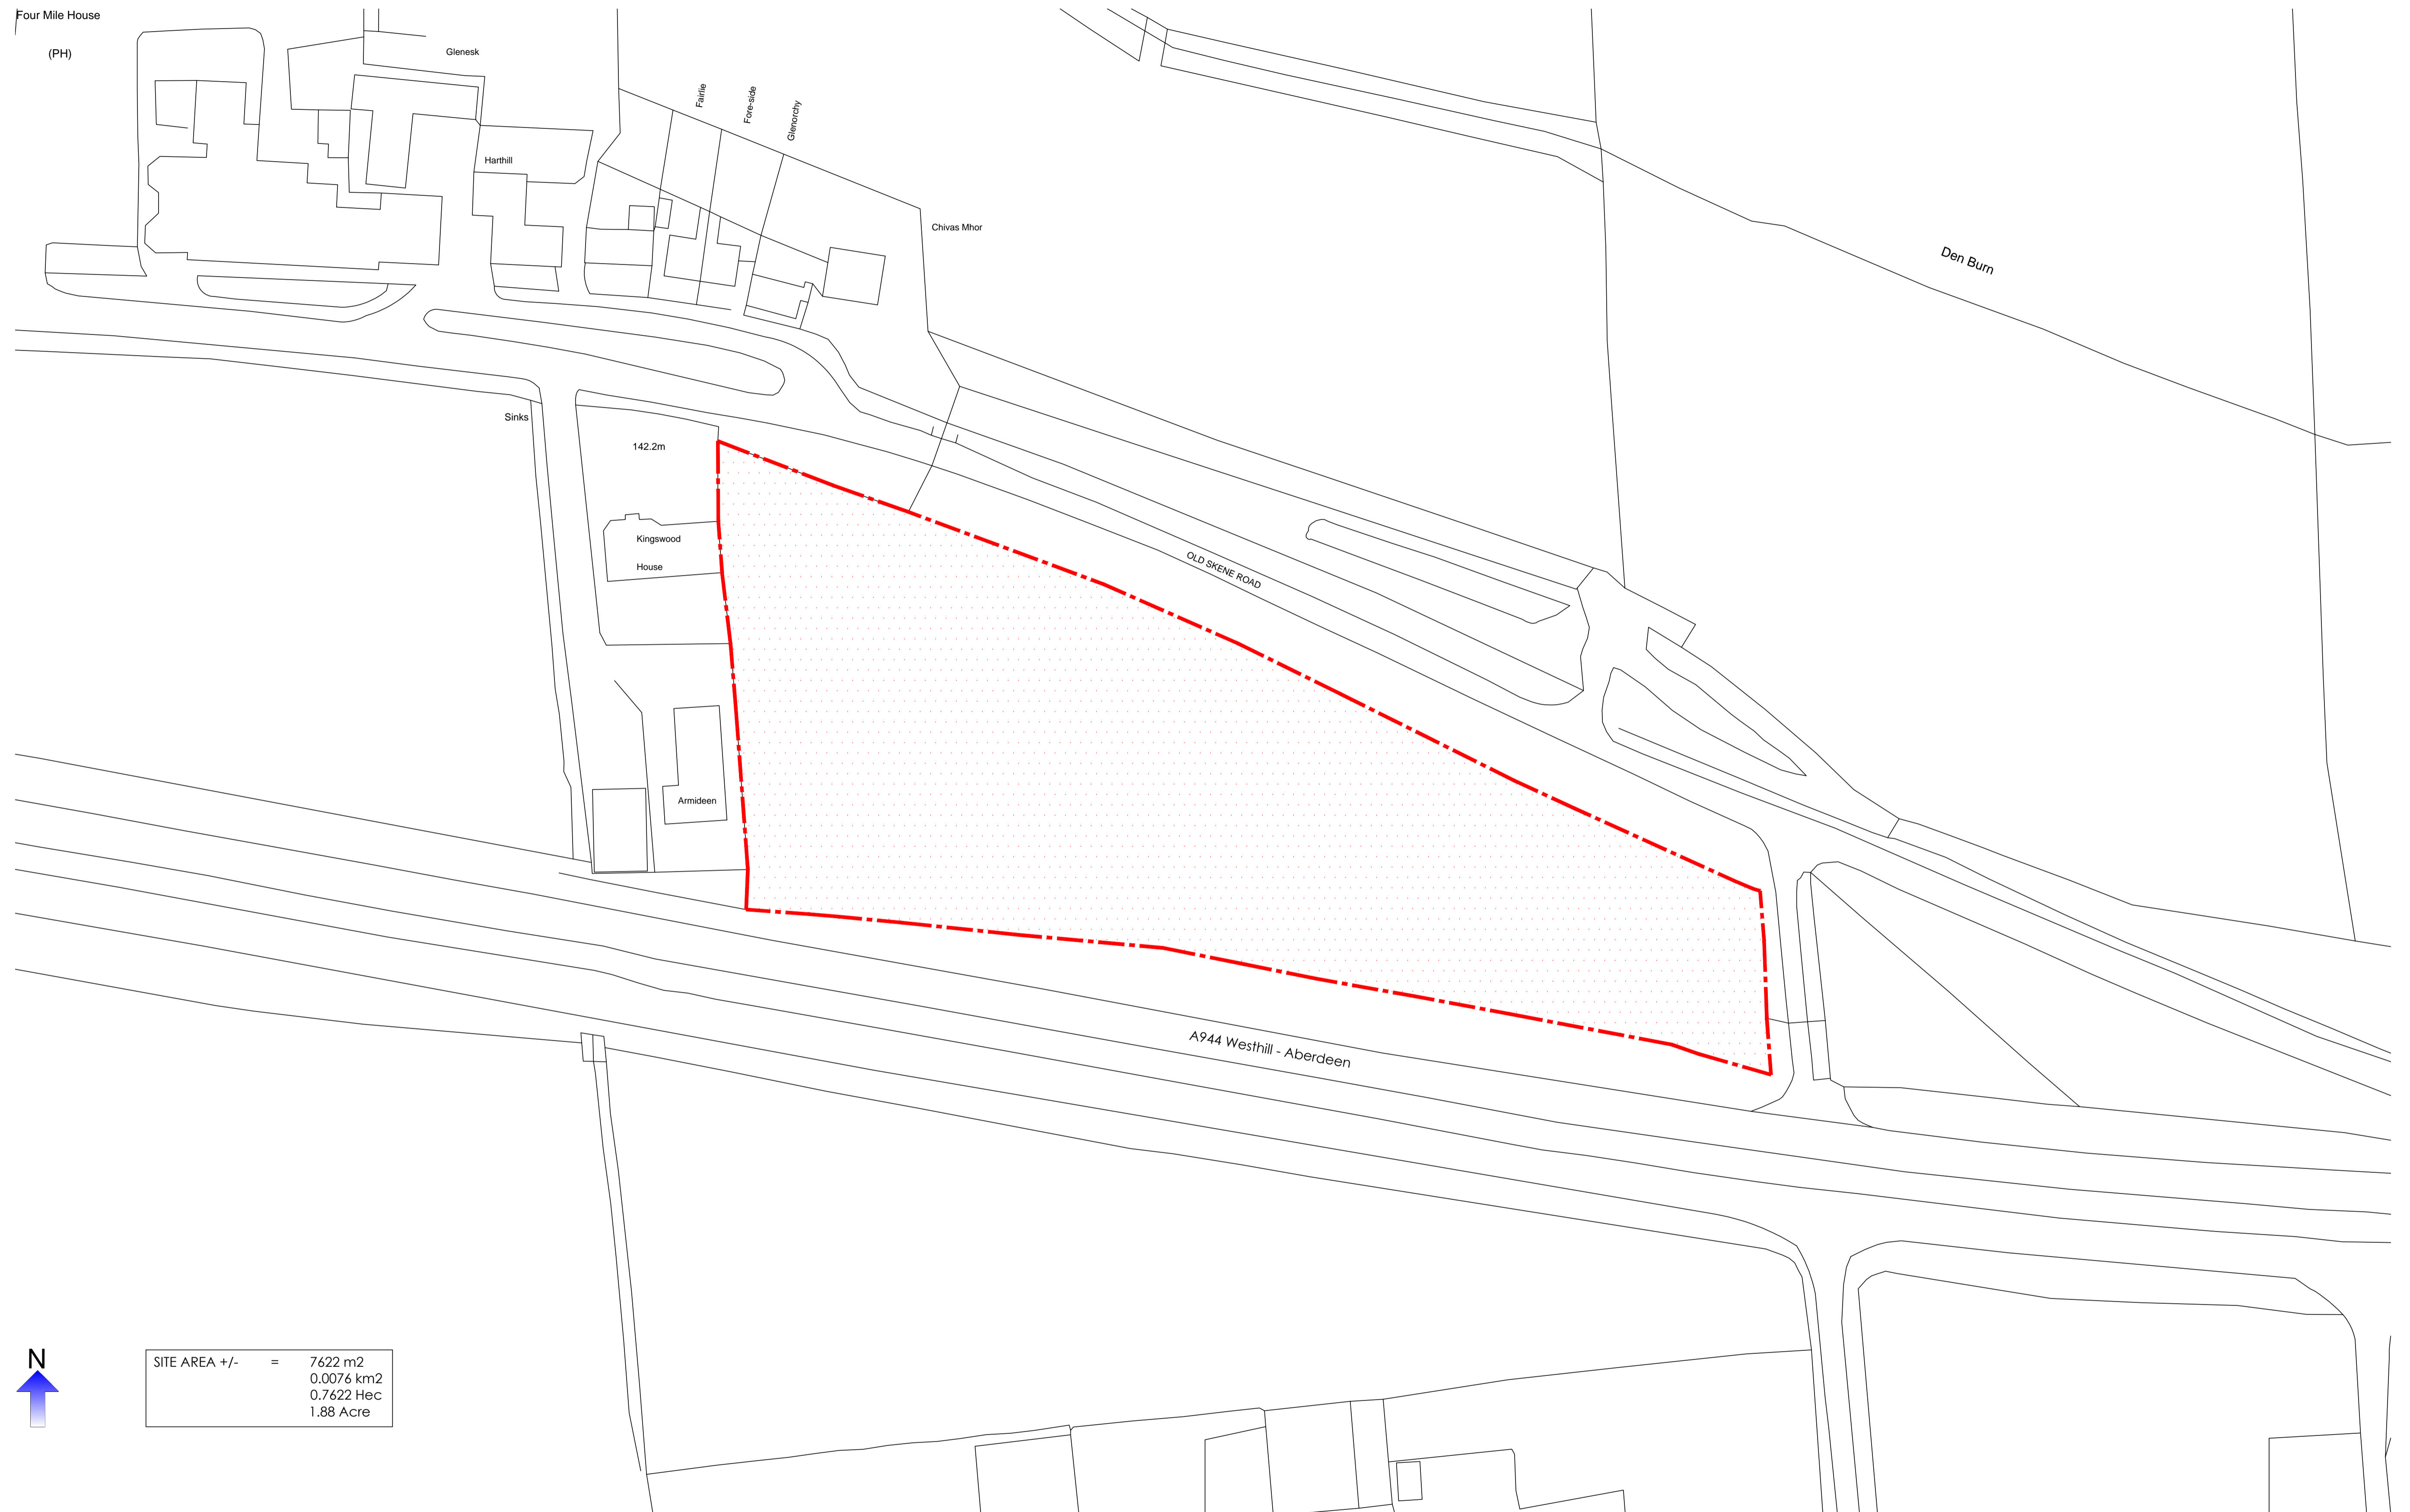 Four Mile House
(PH)
Glenesk
Harthill
Fairlie
Fore-side
Glenorchy
Chivas Mhor
Den Burn
Sinks
142.2m
Kingswood
House
OLD SKENE ROAD
Armideen
A944 Westhill - Aberdeen
N
SITE AREA +/- = 7622 m2
0.0076 km2
0.7622 Hec
1.88 Acre